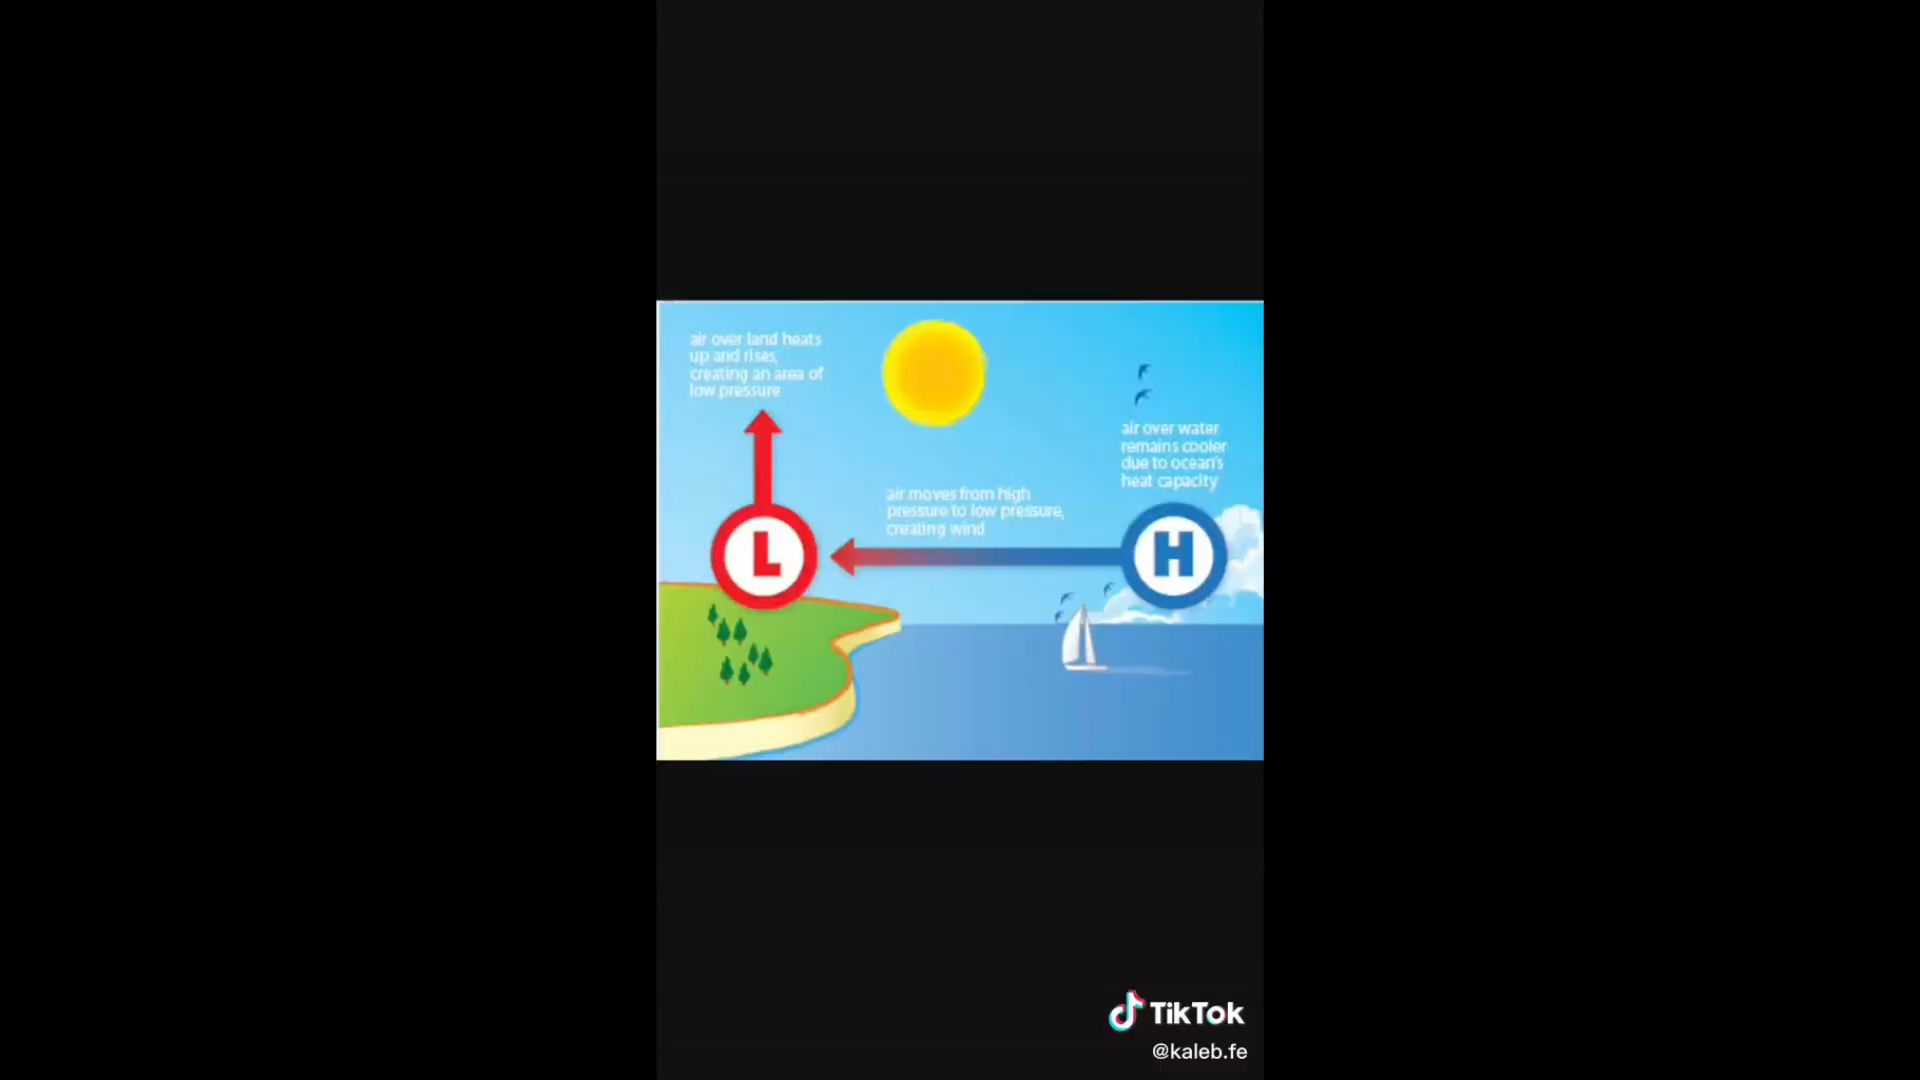 air over land heats
up and rises,
creating an area of
low pressure
air over water
remains cooler
due to ocean's
heat capacity
air moves from high
pressure to low pressure,
creating wind
L
H
TikTok
@kaleb.fe